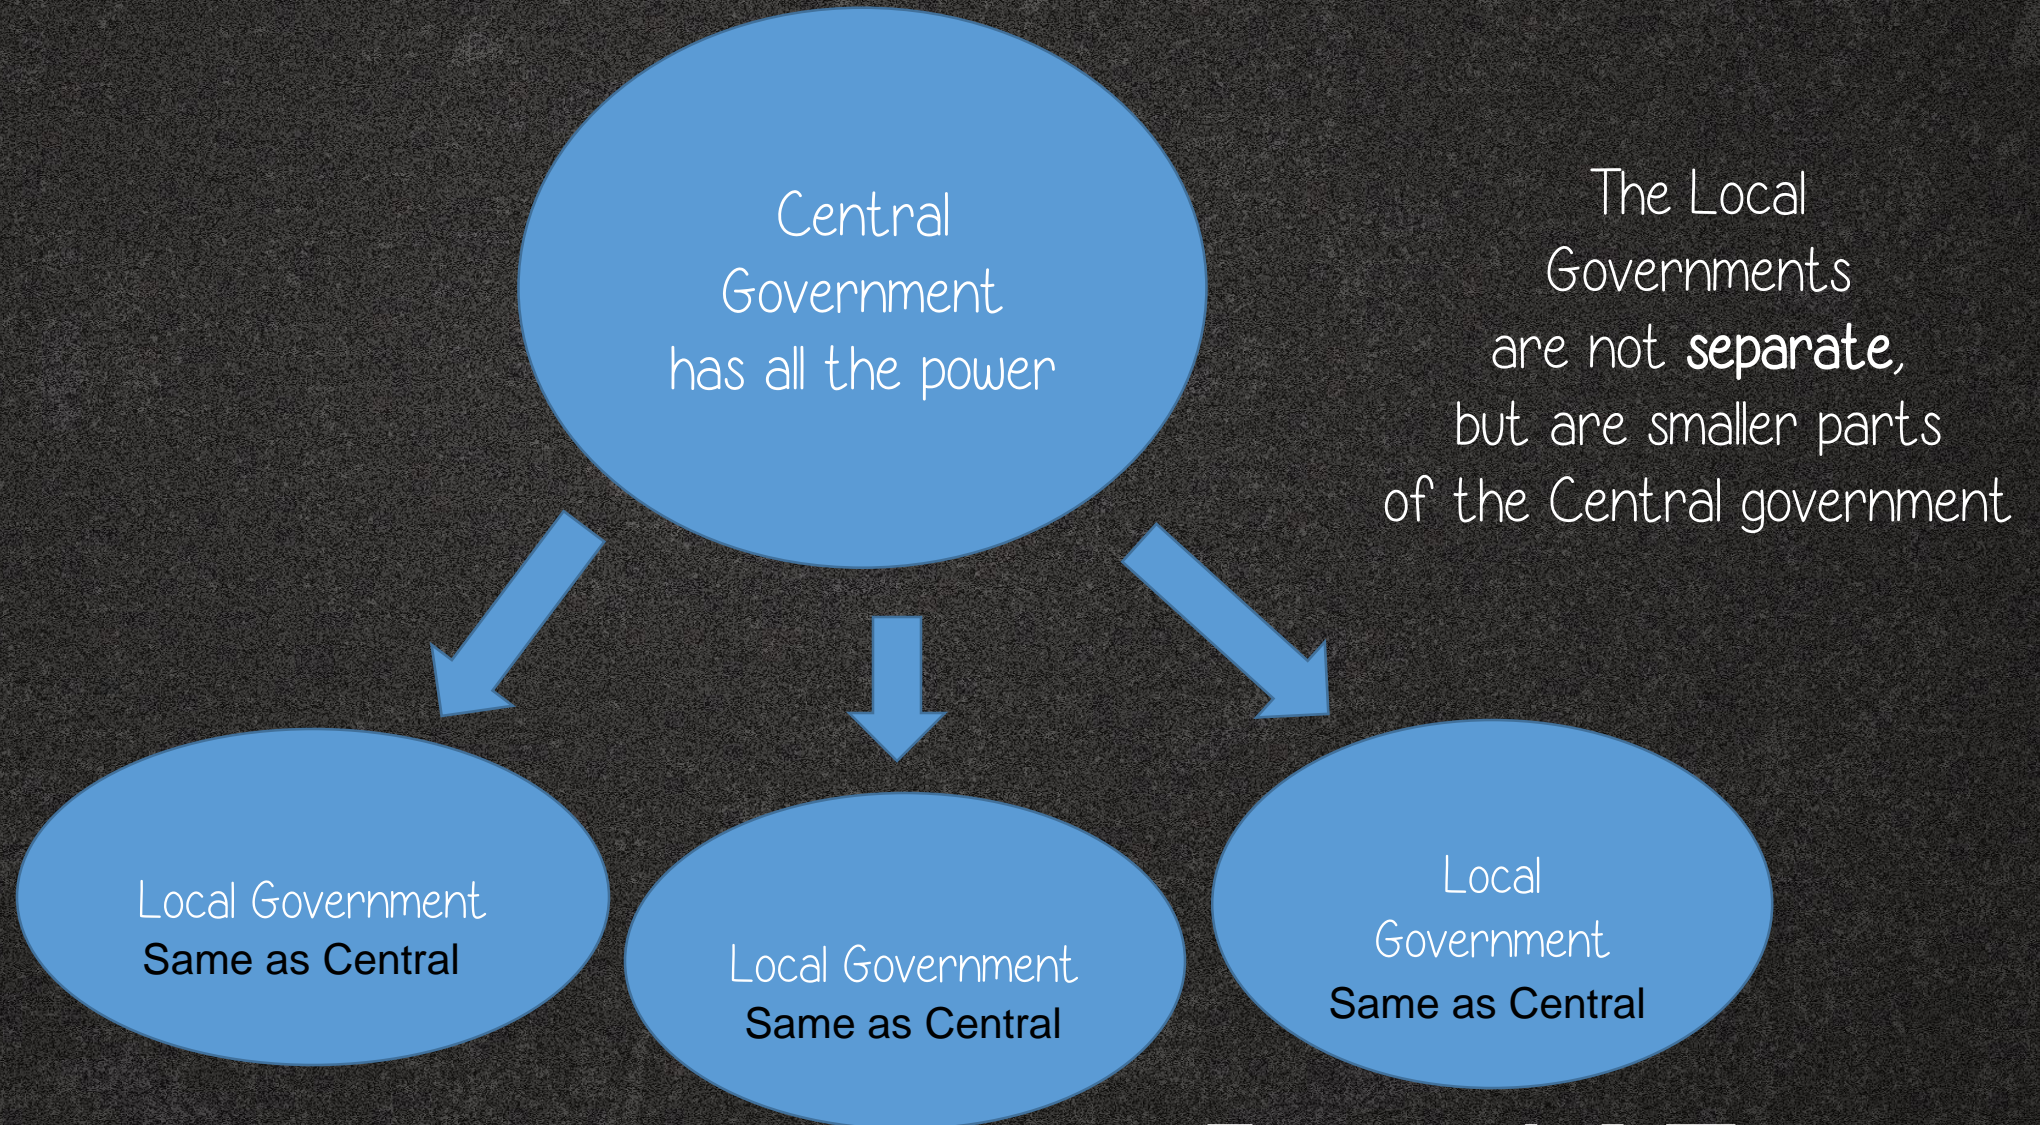 Central
Government
has all the power
The Local
Governments
are not separate,
but are smaller parts
of the Central government
Local Government
Same as Central
Local Government
Same as Central
Local
Government
Same as Central